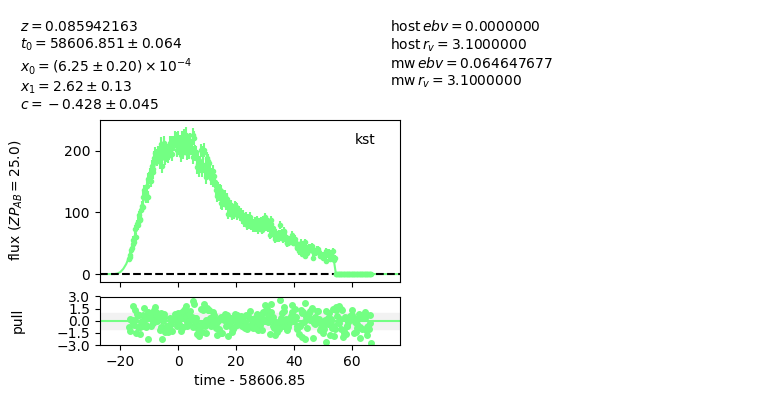 z = 0.085942163
t₀ = 58606.851 ± 0.064
x₀ = (6.25 ± 0.20) × 10⁻⁴
x₁ = 2.62 ± 0.13
c = −0.428 ± 0.045
host ebv = 0.0000000
host r_v = 3.1000000
mw ebv = 0.064647677
mw r_v = 3.1000000
kst
flux (ZP_AB = 25.0)
200
100
0
pull
3.0
1.5
0.0
−1.5
−3.0
−20 0 20 40 60
time - 58606.85